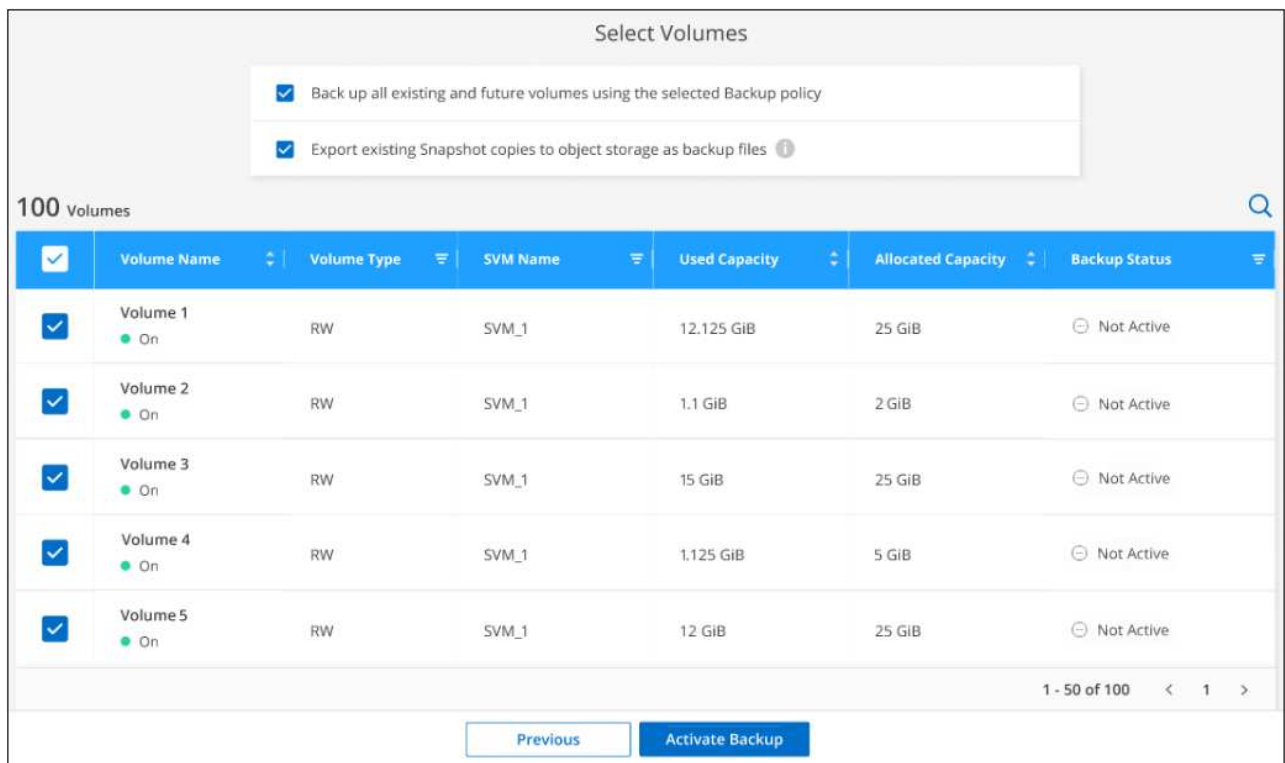 Select Volumes
Back up all existing and future volumes using the selected Backup policy
Export existing Snapshot copies to object storage as backup files
100 Volumes
Volume Name Volume Type SVM Name Used Capacity Allocated Capacity Backup Status
Volume 1
On
RW SVM_1 12.125 GiB 25 GiB Not Active
Volume 2
On
RW SVM_1 1.1 GiB 2 GiB Not Active
Volume 3
On
RW SVM_1 15 GiB 25 GiB Not Active
Volume 4
On
RW SVM_1 1.125 GiB 5 GiB Not Active
Volume 5
On
RW SVM_1 12 GiB 25 GiB Not Active
1 - 50 of 100 < 1 >
Previous Activate Backup